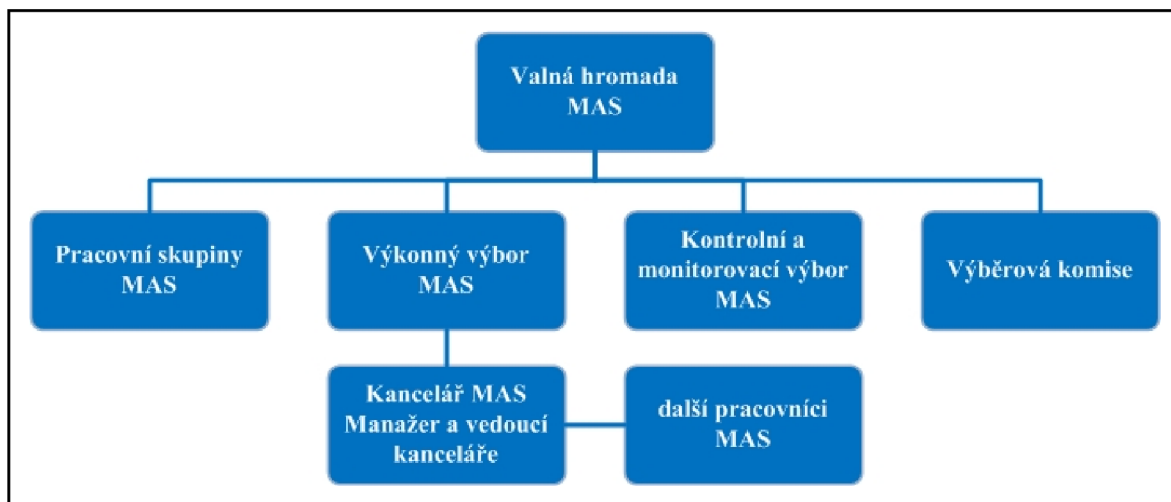 Valná hromada
MAS
Pracovní skupiny
MAS
Výkonný výbor
MAS
Kontrolní a
monitorovací výbor
MAS
Výběrová komise
Kancelář MAS
Manažer a vedoucí
kanceláře
další pracovníci
MAS